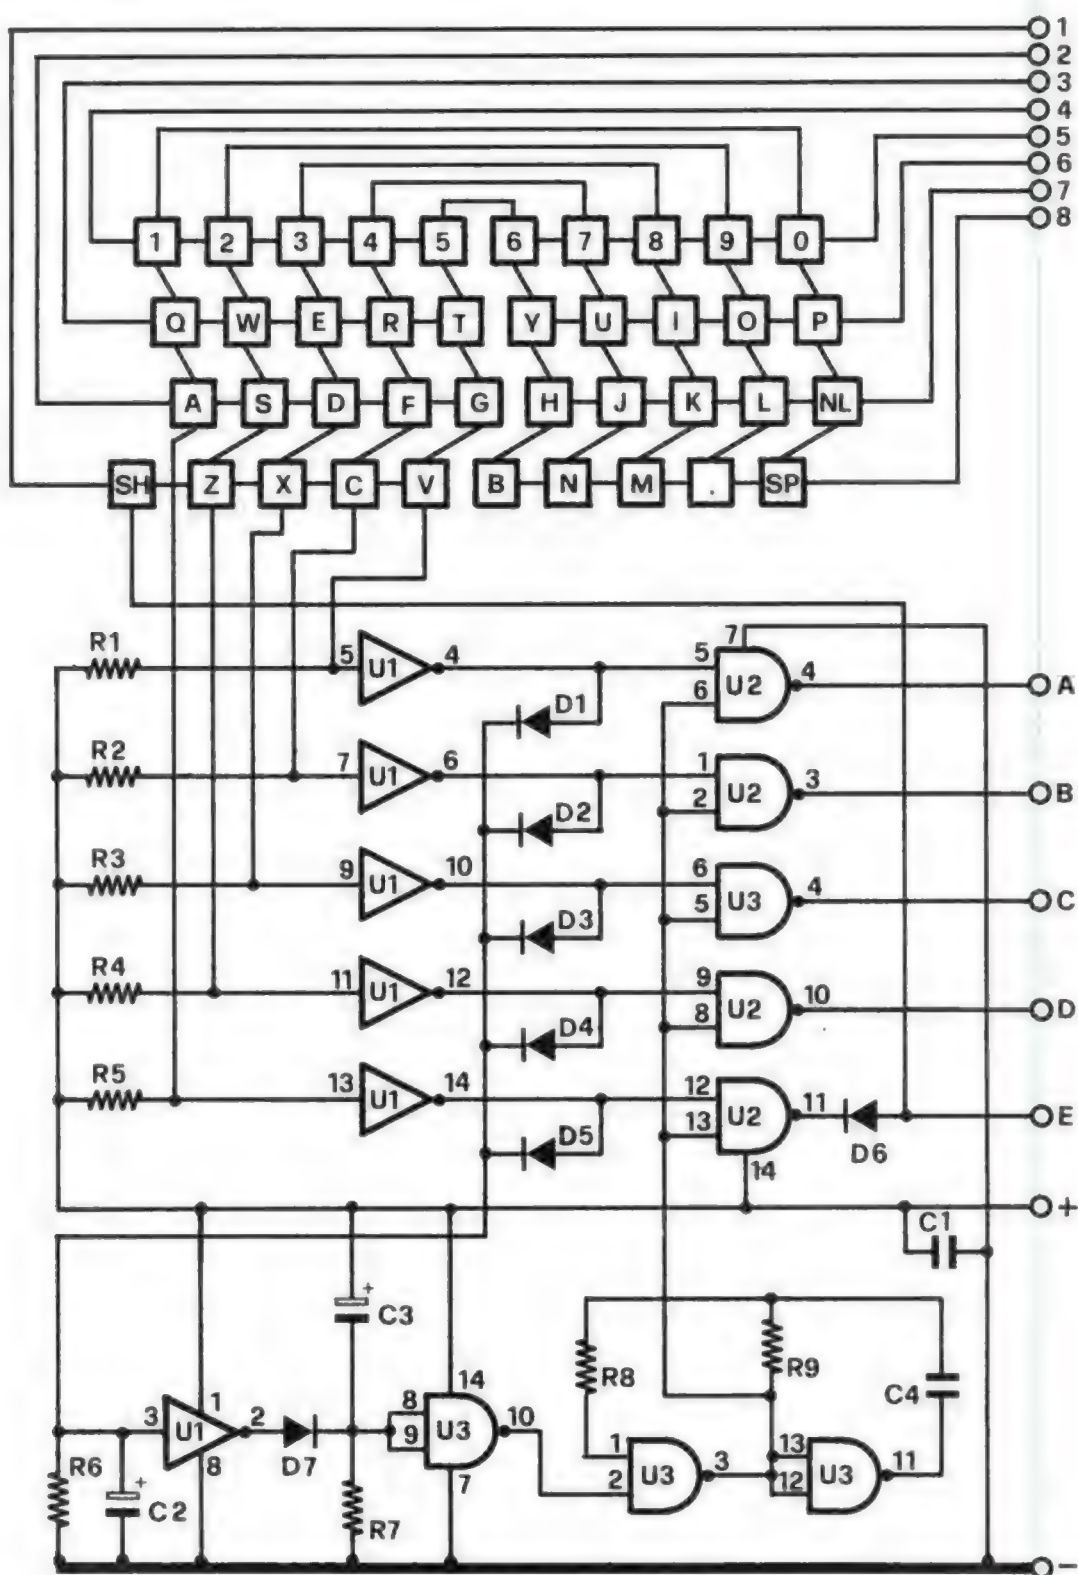 1
2
3
4
5
6
7
8
1 2 3 4 5 6 7 8 9 0
Q W E R T Y U I O P
A S D F G H J K L NL
SH Z X C V B N M . SP
R1 5 U1 4 5 6 7 U2 4 A
D1
R2 7 U1 6 1 2 U2 3 B
D2
R3 9 U1 10 6 5 U3 4 C
D3
R4 11 U1 12 9 8 U2 10 D
D4
R5 13 U1 14 12 13 U2 11 14 D6 E
D5
+
C1
+ C3
R8 R9 C4
3 U1 1 2 8 D7 8 9 U3 14 10 7
1 2 U3 3 13 12 U3 11
R6 + C2 R7
-